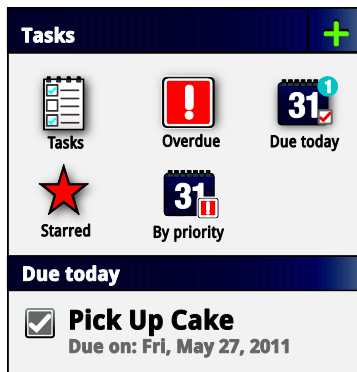 Tasks
Tasks
Overdue
31
1
Due today
Starred
31
By priority
Due today
Pick Up Cake
Due on: Fri, May 27, 2011